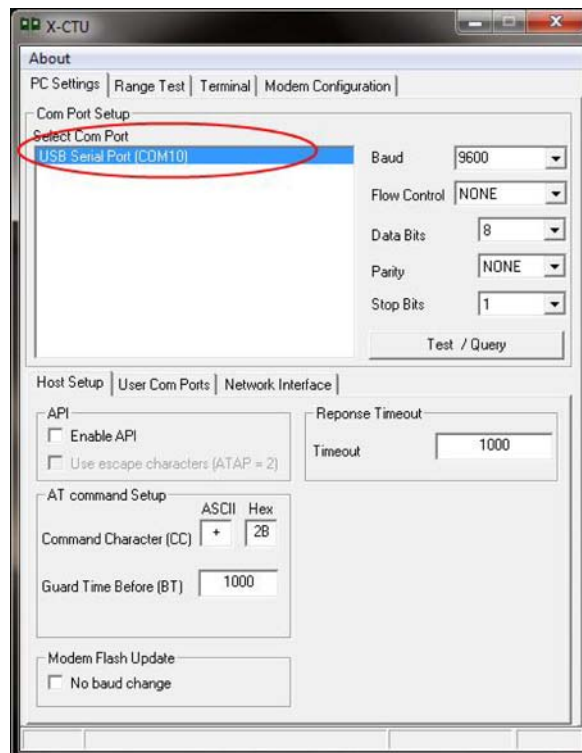 X-CTU
About
PC Settings Range Test Terminal Modem Configuration
Com Port Setup
Select Com Port
USB Serial Port (COM10)
Baud 9600
Flow Control NONE
Data Bits 8
Parity NONE
Stop Bits 1
Test / Query
Host Setup User Com Ports Network Interface
API
Enable API
Use escape characters (ATAP = 2)
Reponse Timeout
Timeout 1000
AT command Setup
ASCII Hex
Command Character (CC) + 2B
Guard Time Before (BT) 1000
Modem Flash Update
No baud change